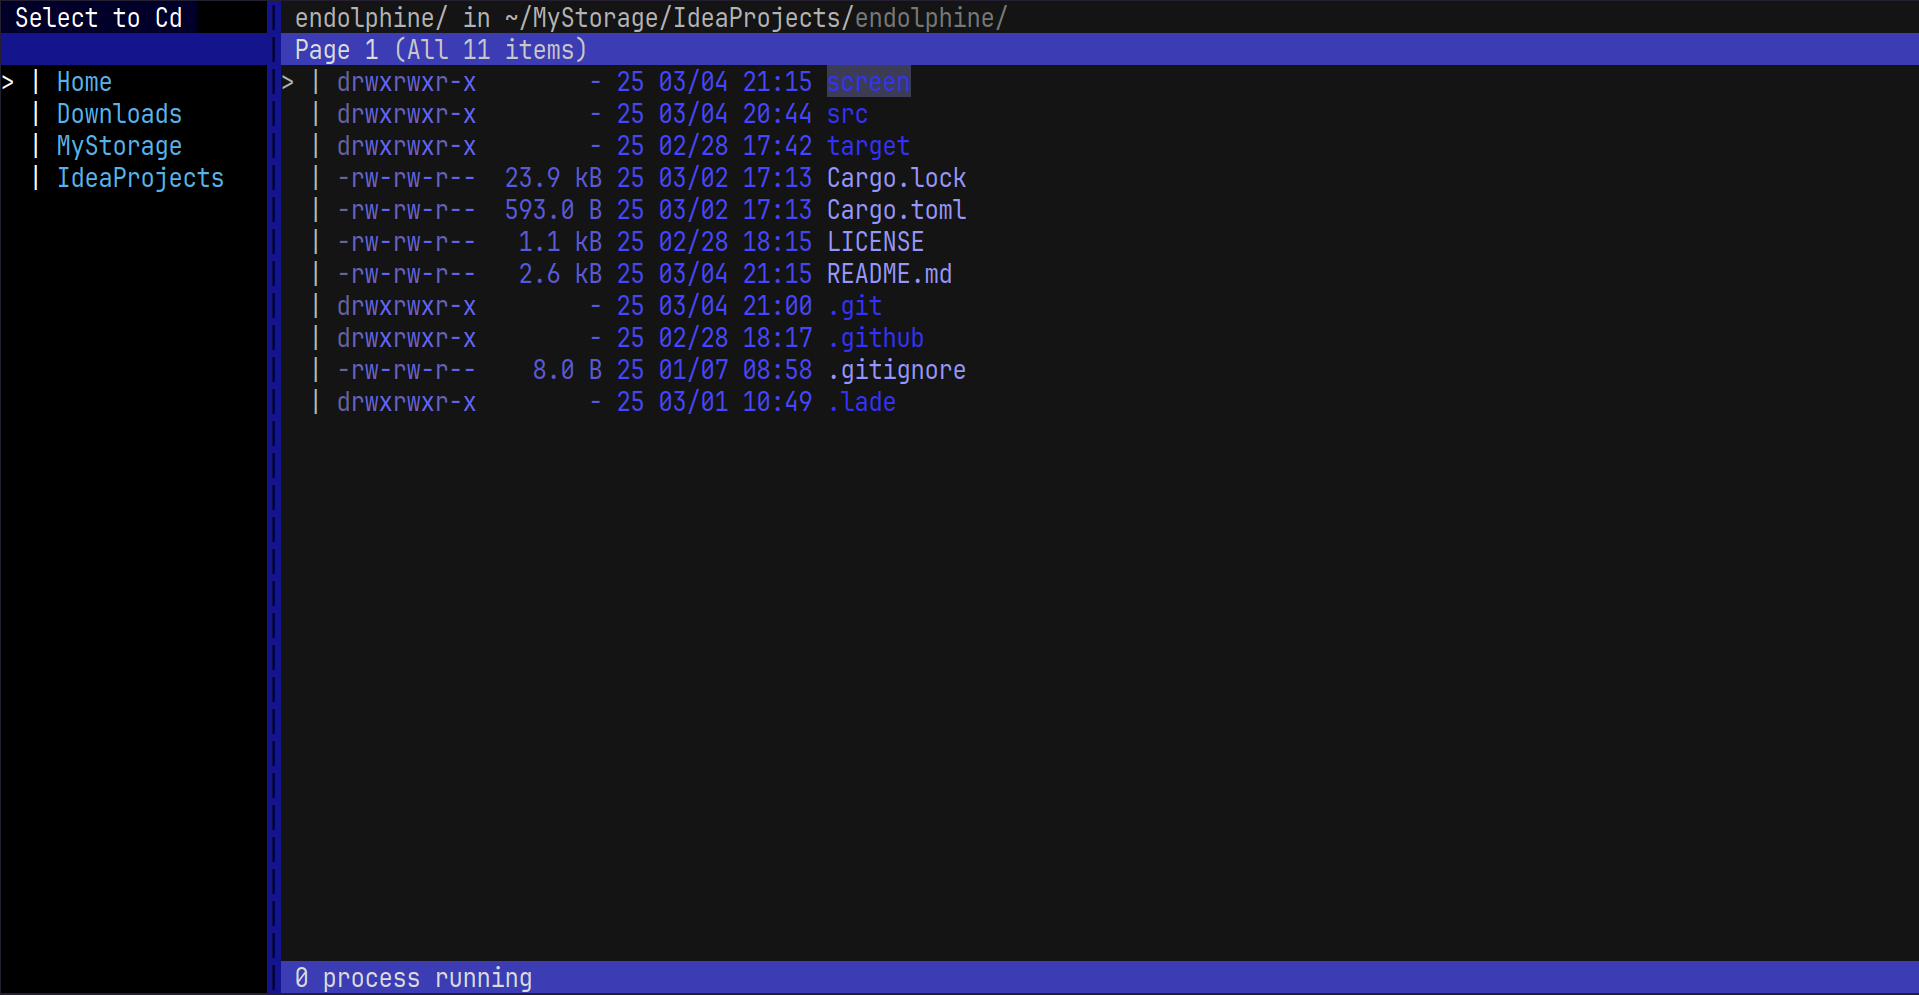 Select to Cd
> | Home
| Downloads
| MyStorage
| IdeaProjects
endolphine/ in ~/MyStorage/IdeaProjects/endolphine/
Page 1 (All 11 items)
> | drwxrwxr-x - 25 03/04 21:15 screen
| drwxrwxr-x - 25 03/04 20:44 src
| drwxrwxr-x - 25 02/28 17:42 target
| -rw-rw-r-- 23.9 kB 25 03/02 17:13 Cargo.lock
| -rw-rw-r-- 593.0 B 25 03/02 17:13 Cargo.toml
| -rw-rw-r-- 1.1 kB 25 02/28 18:15 LICENSE
| -rw-rw-r-- 2.6 kB 25 03/04 21:15 README.md
| drwxrwxr-x - 25 03/04 21:00 .git
| drwxrwxr-x - 25 02/28 18:17 .github
| -rw-rw-r-- 8.0 B 25 01/07 08:58 .gitignore
| drwxrwxr-x - 25 03/01 10:49 .lade
0 process running